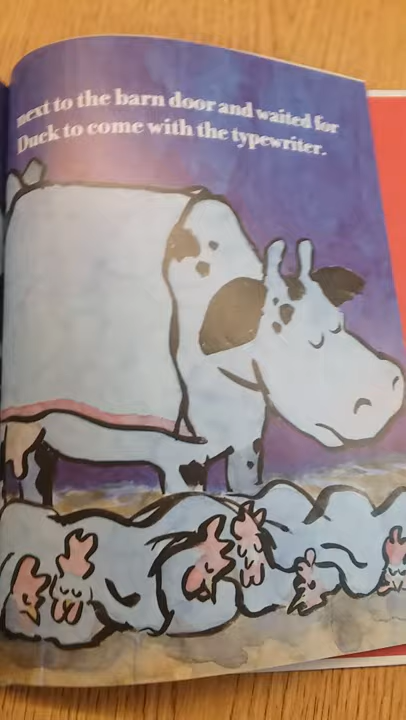 next to the barn door and waited for
Duck to come with the typewriter.